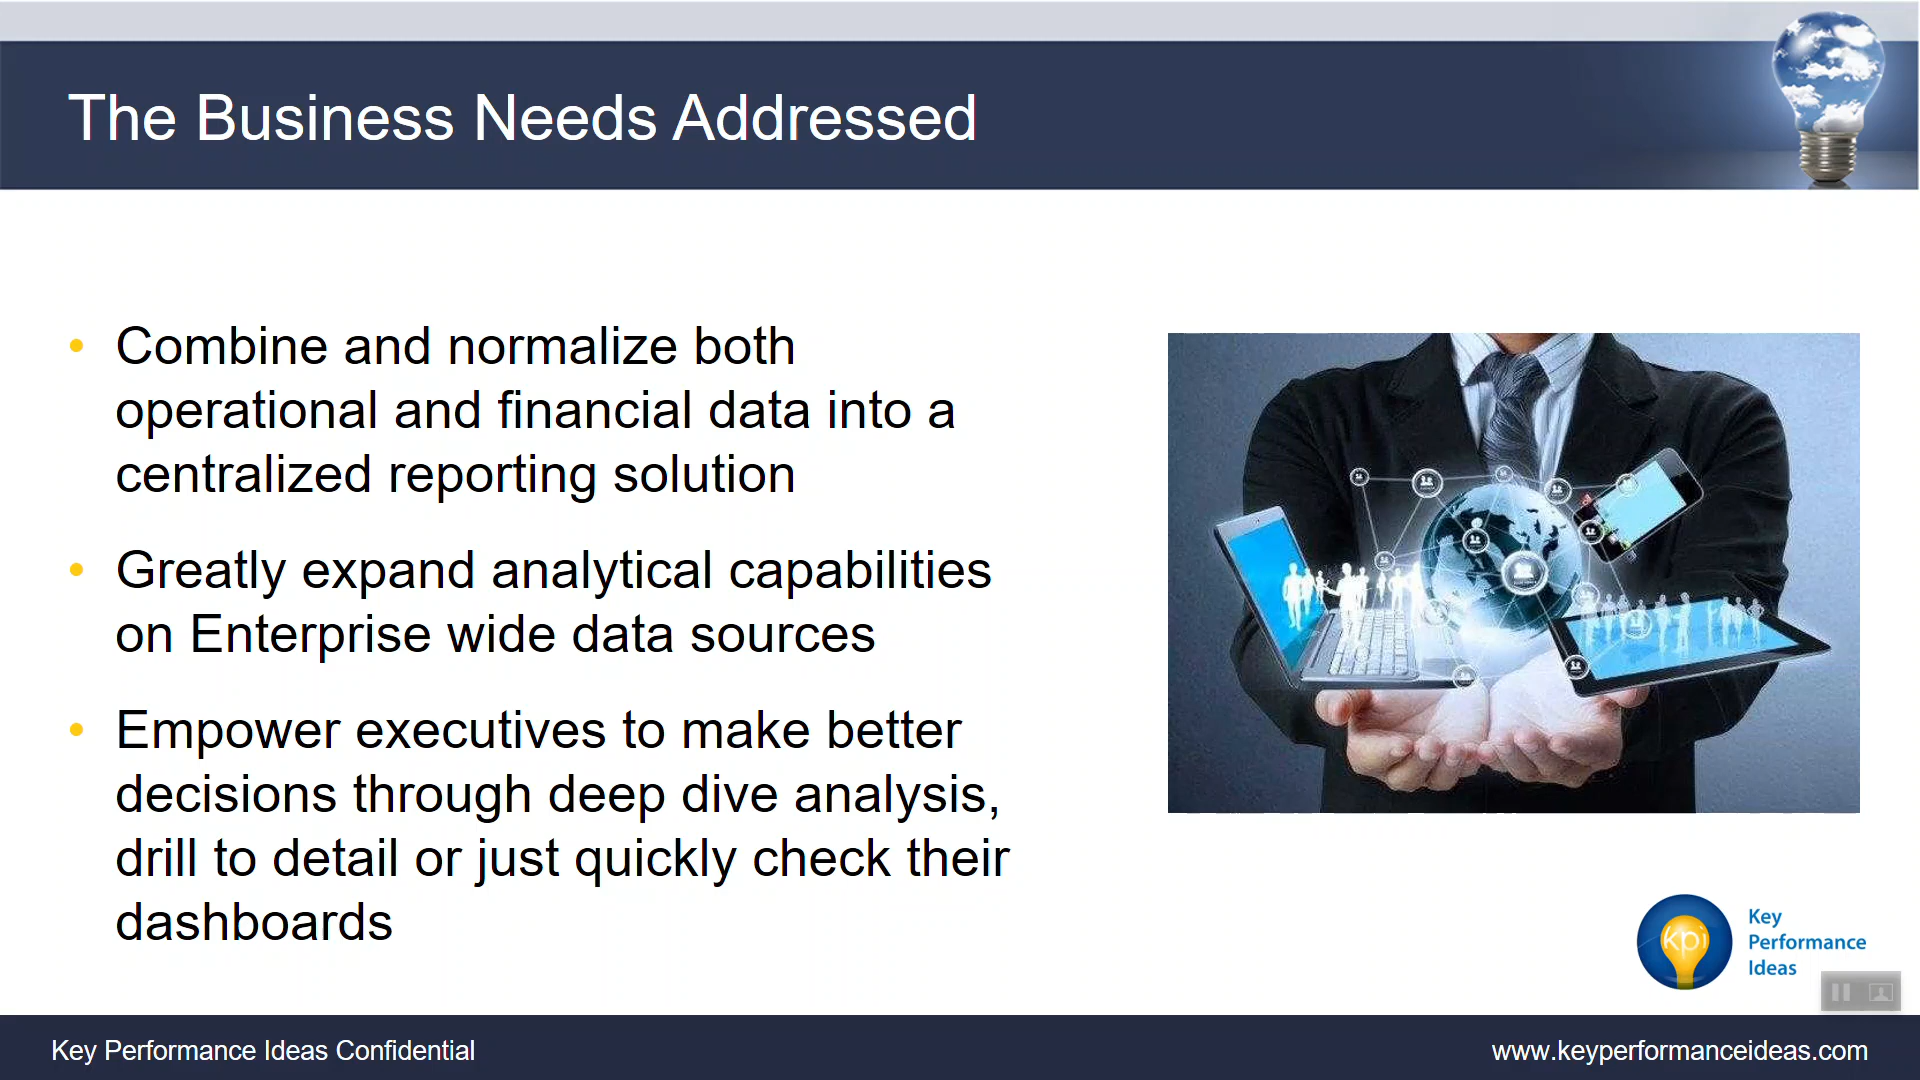 The Business Needs Addressed
• Combine and normalize both
operational and financial data into a
centralized reporting solution
• Greatly expand analytical capabilities
on Enterprise wide data sources
• Empower executives to make better
decisions through deep dive analysis,
drill to detail or just quickly check their
dashboards
kpi
Key
Performance
Ideas
Key Performance Ideas Confidential
www.keyperformanceideas.com